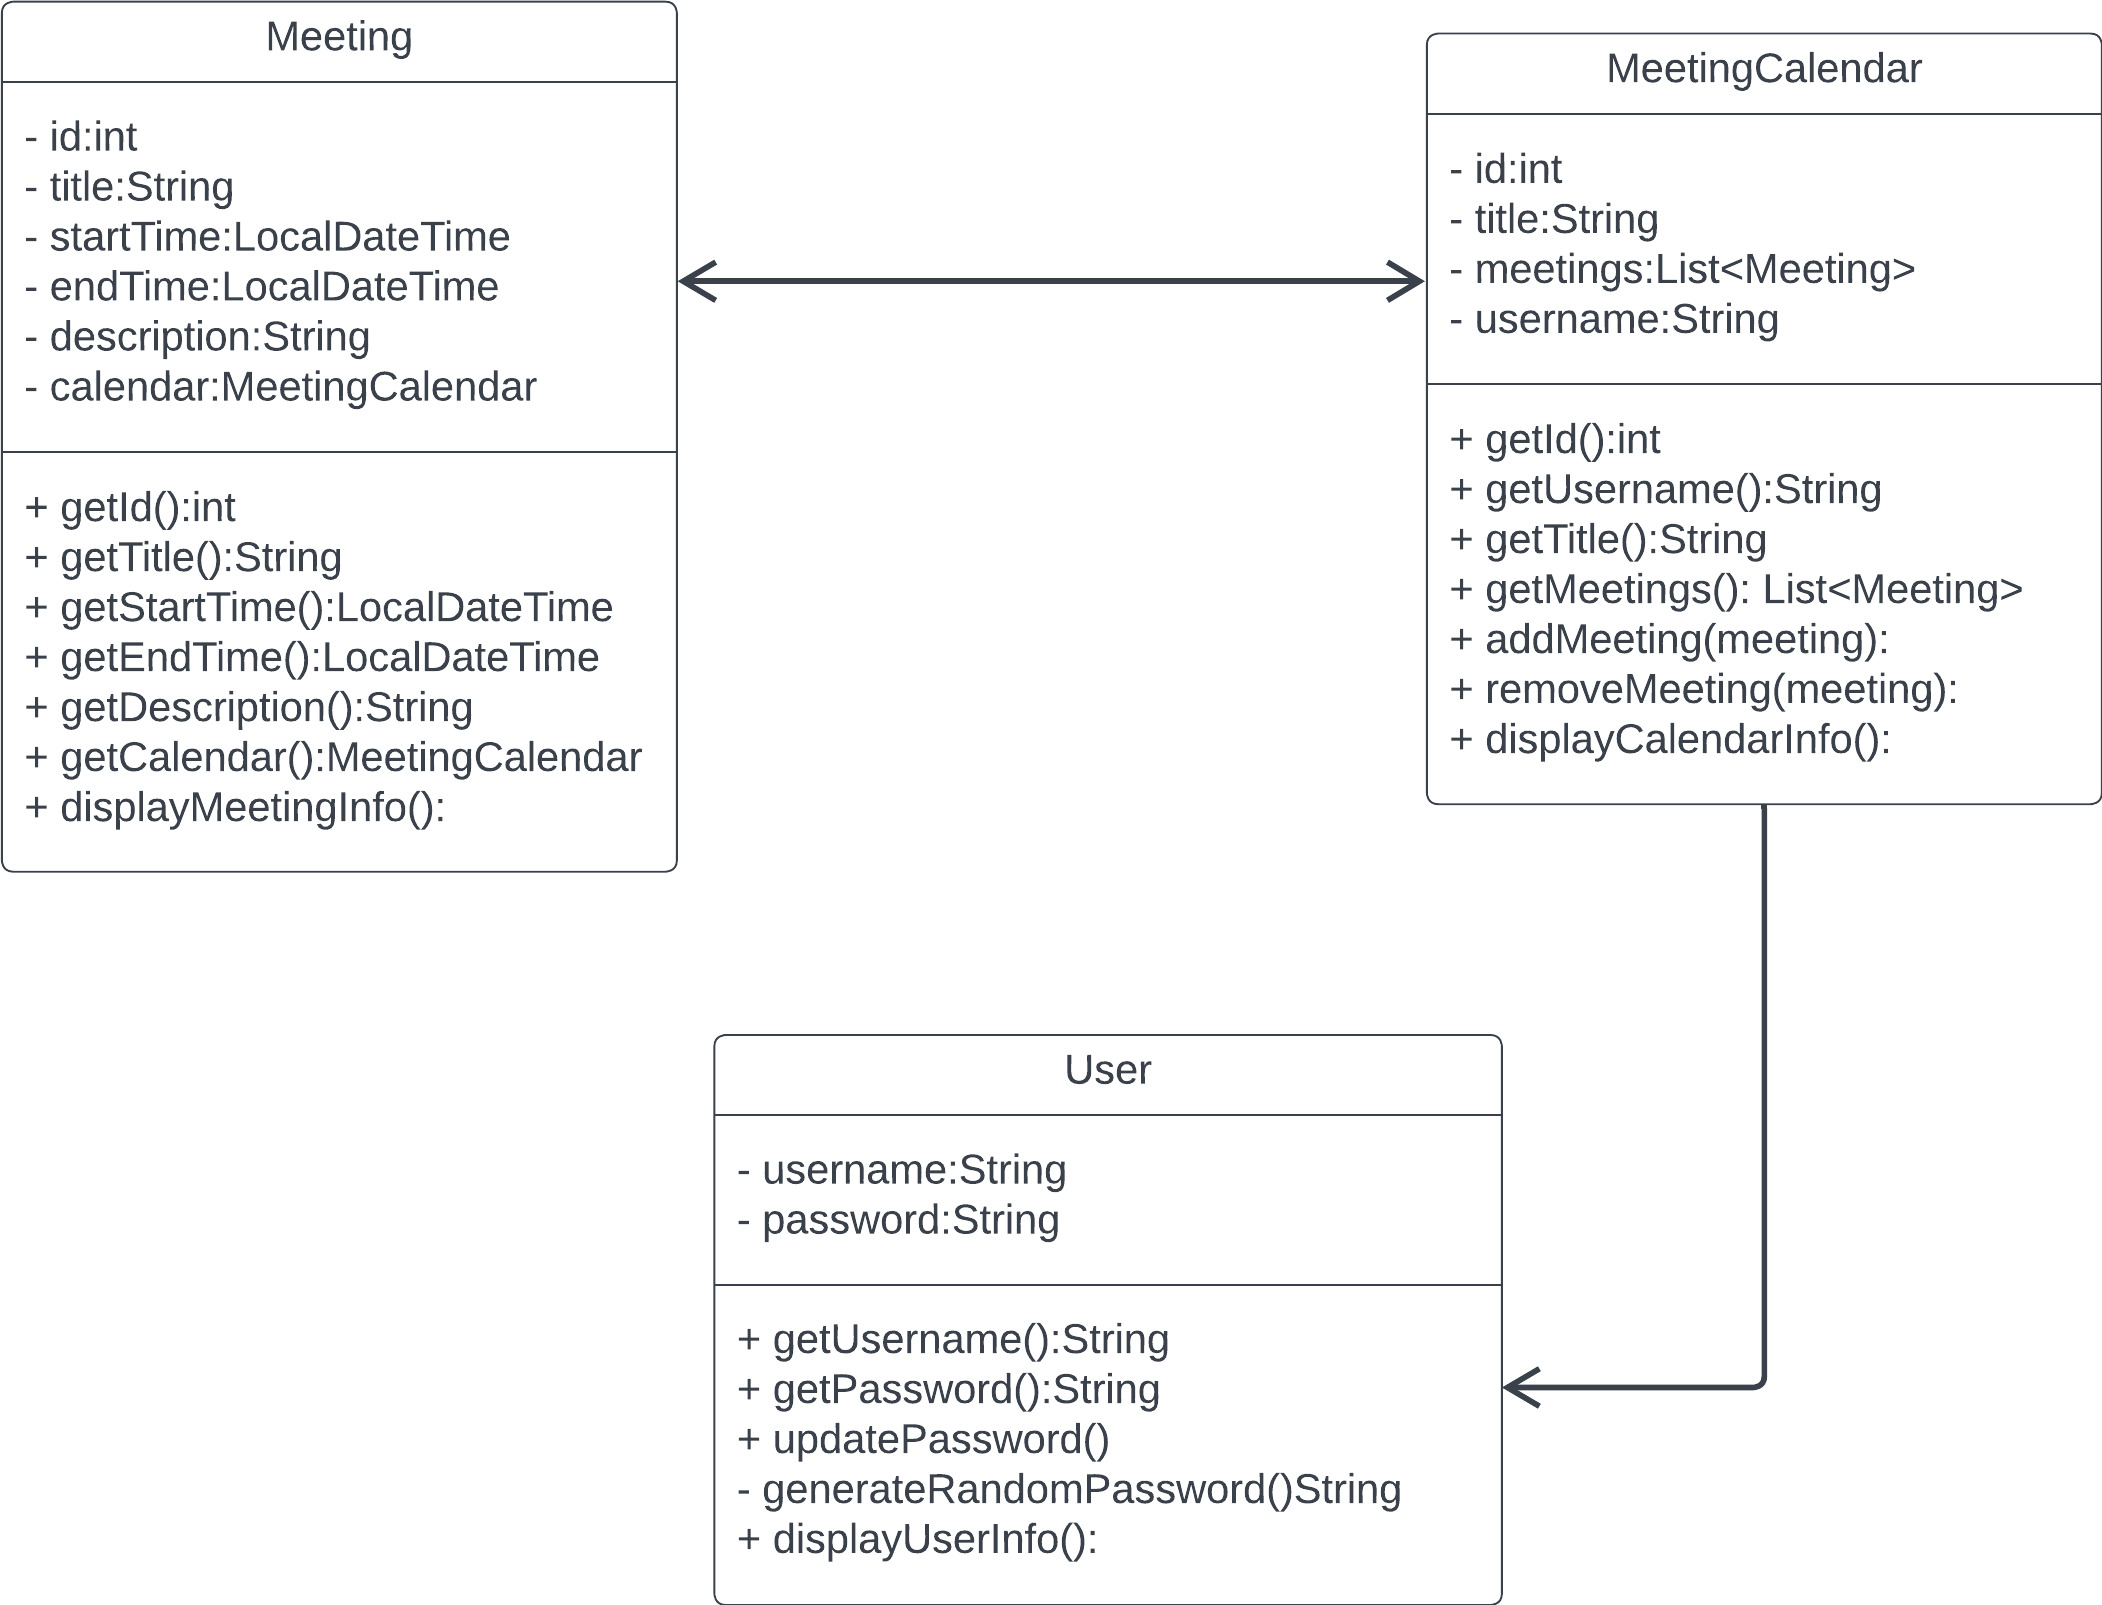 Meeting
- id:int
- title:String
- startTime:LocalDateTime
- endTime:LocalDateTime
- description:String
- calendar:MeetingCalendar
+ getId():int
+ getTitle():String
+ getStartTime():LocalDateTime
+ getEndTime():LocalDateTime
+ getDescription():String
+ getCalendar():MeetingCalendar
+ displayMeetingInfo():
MeetingCalendar
- id:int
- title:String
- meetings:List<Meeting>
- username:String
+ getId():int
+ getUsername():String
+ getTitle():String
+ getMeetings(): List<Meeting>
+ addMeeting(meeting):
+ removeMeeting(meeting):
+ displayCalendarInfo():
User
- username:String
- password:String
+ getUsername():String
+ getPassword():String
+ updatePassword()
- generateRandomPassword()String
+ displayUserInfo():